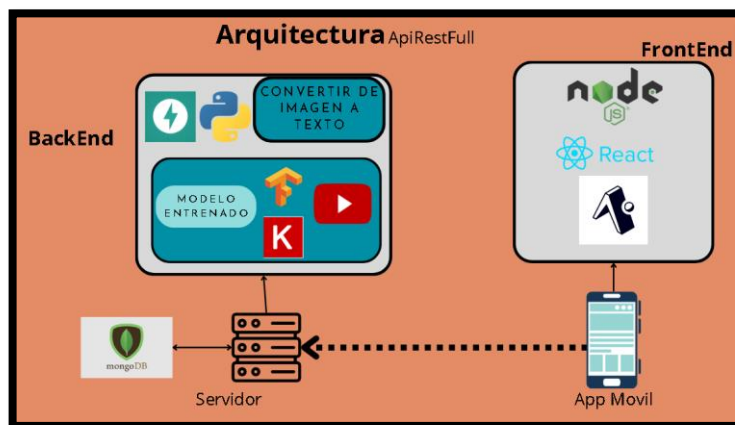 Arquitectura ApiRestFull
FrontEnd
BackEnd
CONVERTIR DE
IMAGEN A
TEXTO
MODELO
ENTRENADO
K
node
JS
React
mongoDB
Servidor
App Movil